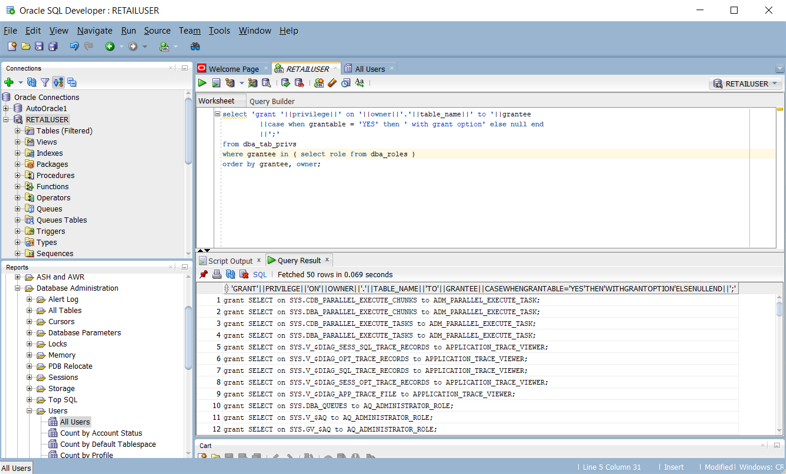 Oracle SQL Developer : RETAILUSER
File Edit View Navigate Run Source Team Tools Window Help
Connections
Oracle Connections
AutoOracle1
RETAILUSER
Tables (Filtered)
Views
Indexes
Packages
Procedures
Functions
Operators
Queues
Queues Tables
Triggers
Types
Sequences
Reports
ASH and AWR
Database Administration
Alert Log
All Tables
Cursors
Database Parameters
Locks
Memory
PDB Relocate
Sessions
Storage
Top SQL
Users
All Users
Count by Account Status
Count by Default Tablespace
Count by Profile
All Users
Welcome Page RETAILUSER All Users
RETAILUSER
Worksheet Query Builder
select 'grant '||privilege||' on '||owner||'.'||table_name||' to '||grantee
||case when grantable = 'YES' then ' with grant option' else null end
||';'
from dba_tab_privs
where grantee in ( select role from dba_roles )
order by grantee, owner;
Script Output x Query Result x
SQL | Fetched 50 rows in 0.069 seconds
'GRANT'||PRIVILEGE||'ON'||OWNER||'.'||TABLE_NAME||'TO'||GRANTEE||CASEWHENGRANTABLE='YES'THEN'WITHGRANTOPTION'ELSENULLEND||';'
1 grant SELECT on SYS.CDB_PARALLEL_EXECUTE_CHUNKS to ADM_PARALLEL_EXECUTE_TASK;
2 grant SELECT on SYS.DBA_PARALLEL_EXECUTE_CHUNKS to ADM_PARALLEL_EXECUTE_TASK;
3 grant SELECT on SYS.CDB_PARALLEL_EXECUTE_TASKS to ADM_PARALLEL_EXECUTE_TASK;
4 grant SELECT on SYS.DBA_PARALLEL_EXECUTE_TASKS to ADM_PARALLEL_EXECUTE_TASK;
5 grant SELECT on SYS.V_$DIAG_SESS_SQL_TRACE_RECORDS to APPLICATION_TRACE_VIEWER;
6 grant SELECT on SYS.V_$DIAG_OPT_TRACE_RECORDS to APPLICATION_TRACE_VIEWER;
7 grant SELECT on SYS.V_$DIAG_SQL_TRACE_RECORDS to APPLICATION_TRACE_VIEWER;
8 grant SELECT on SYS.V_$DIAG_SESS_OPT_TRACE_RECORDS to APPLICATION_TRACE_VIEWER;
9 grant SELECT on SYS.V_$DIAG_APP_TRACE_FILE to APPLICATION_TRACE_VIEWER;
10 grant SELECT on SYS.DBA_QUEUES to AQ_ADMINISTRATOR_ROLE;
11 grant SELECT on SYS.V_$AQ to AQ_ADMINISTRATOR_ROLE;
12 grant SELECT on SYS.GV_$AQ to AQ_ADMINISTRATOR_ROLE;
Cart
| Line 5 Column 31 | Insert | Modified| Windows: CR